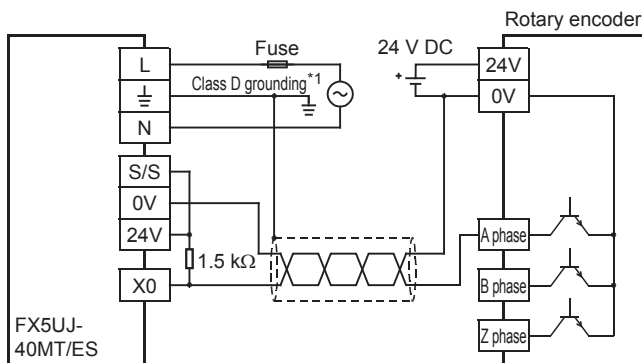 Rotary encoder
L
Fuse
24 V DC
24V
Class D grounding*1
+
0V
N
S/S
0V
24V
1.5 kΩ
A phase
X0
B phase
FX5UJ-
40MT/ES
Z phase